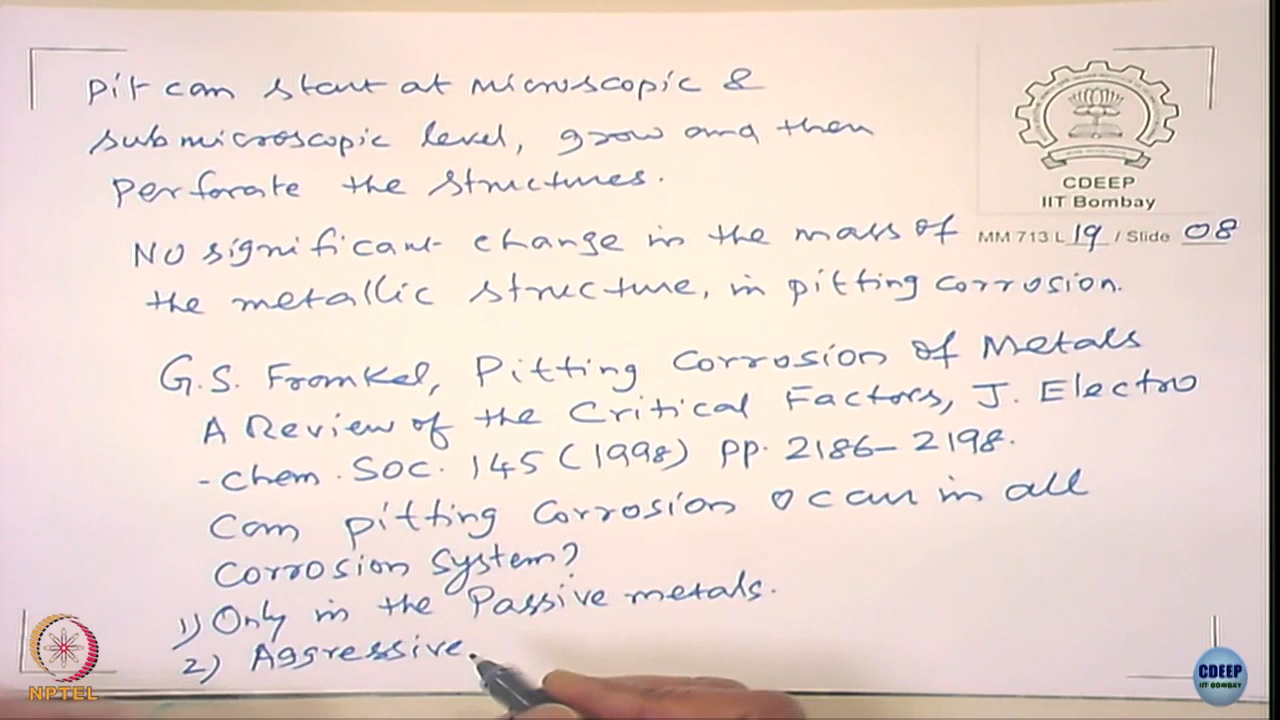 Pit can start at microscopic &
submicroscopic level, grow and then
perforate the structures.
CDEEP
IIT Bombay
No significant change in the mass of
MM 713 L 19 / Slide 08
the metallic structure, in pitting corrosion.
G.S. Frankel, Pitting Corrosion of Metals
A Review of the Critical Factors, J. Electro
-chem. Soc. 145 (1998) pp. 2186-2198.
Can pitting corrosion occur in all
corrosion system?
1) Only in the Passive metals.
2) Aggressive
NPTEL
CDEEP
IIT BOMBAY